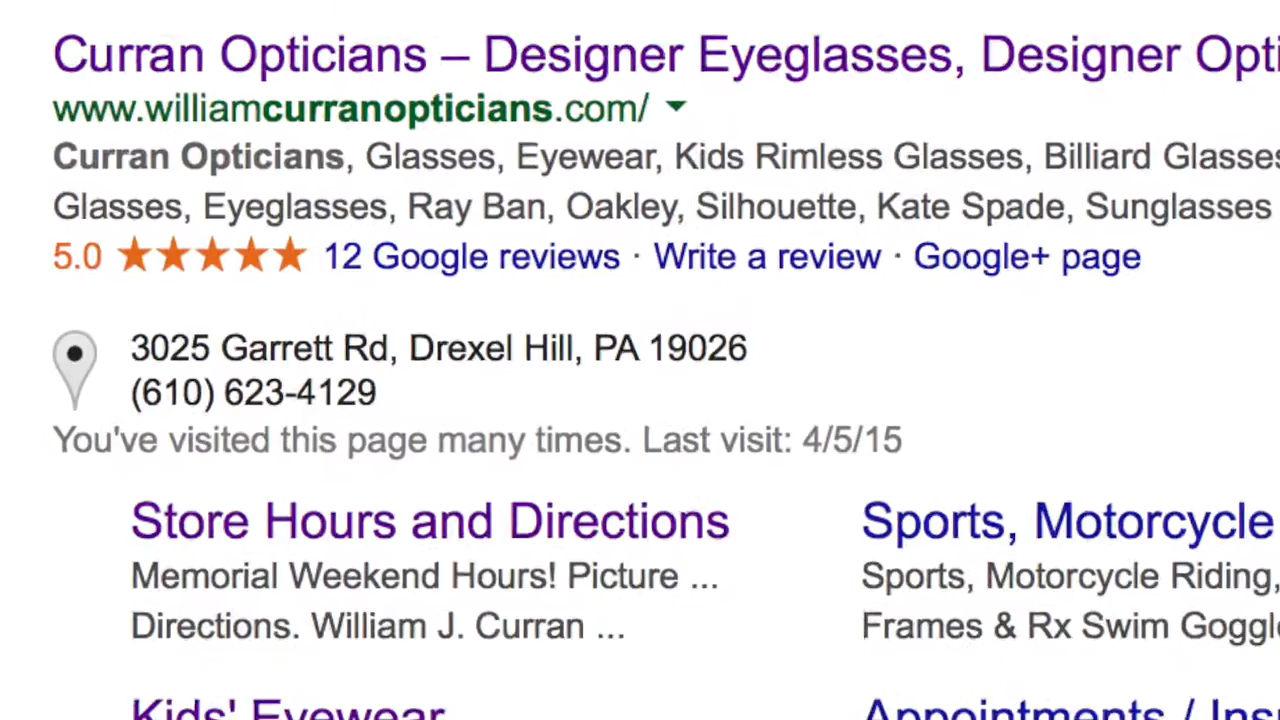 Curran Opticians – Designer Eyeglasses, Designer Opti
www.williamcurranopticians.com/
Curran Opticians, Glasses, Eyewear, Kids Rimless Glasses, Billiard Glasses
Glasses, Eyeglasses, Ray Ban, Oakley, Silhouette, Kate Spade, Sunglasses
5.0 ★★★★★ 12 Google reviews · Write a review · Google+ page
3025 Garrett Rd, Drexel Hill, PA 19026
(610) 623-4129
You've visited this page many times. Last visit: 4/5/15
Store Hours and Directions
Memorial Weekend Hours! Picture ...
Directions. William J. Curran ...
Sports, Motorcycle
Sports, Motorcycle Riding,
Frames & Rx Swim Goggl
Kids' Eyewear
Appointments / Ins